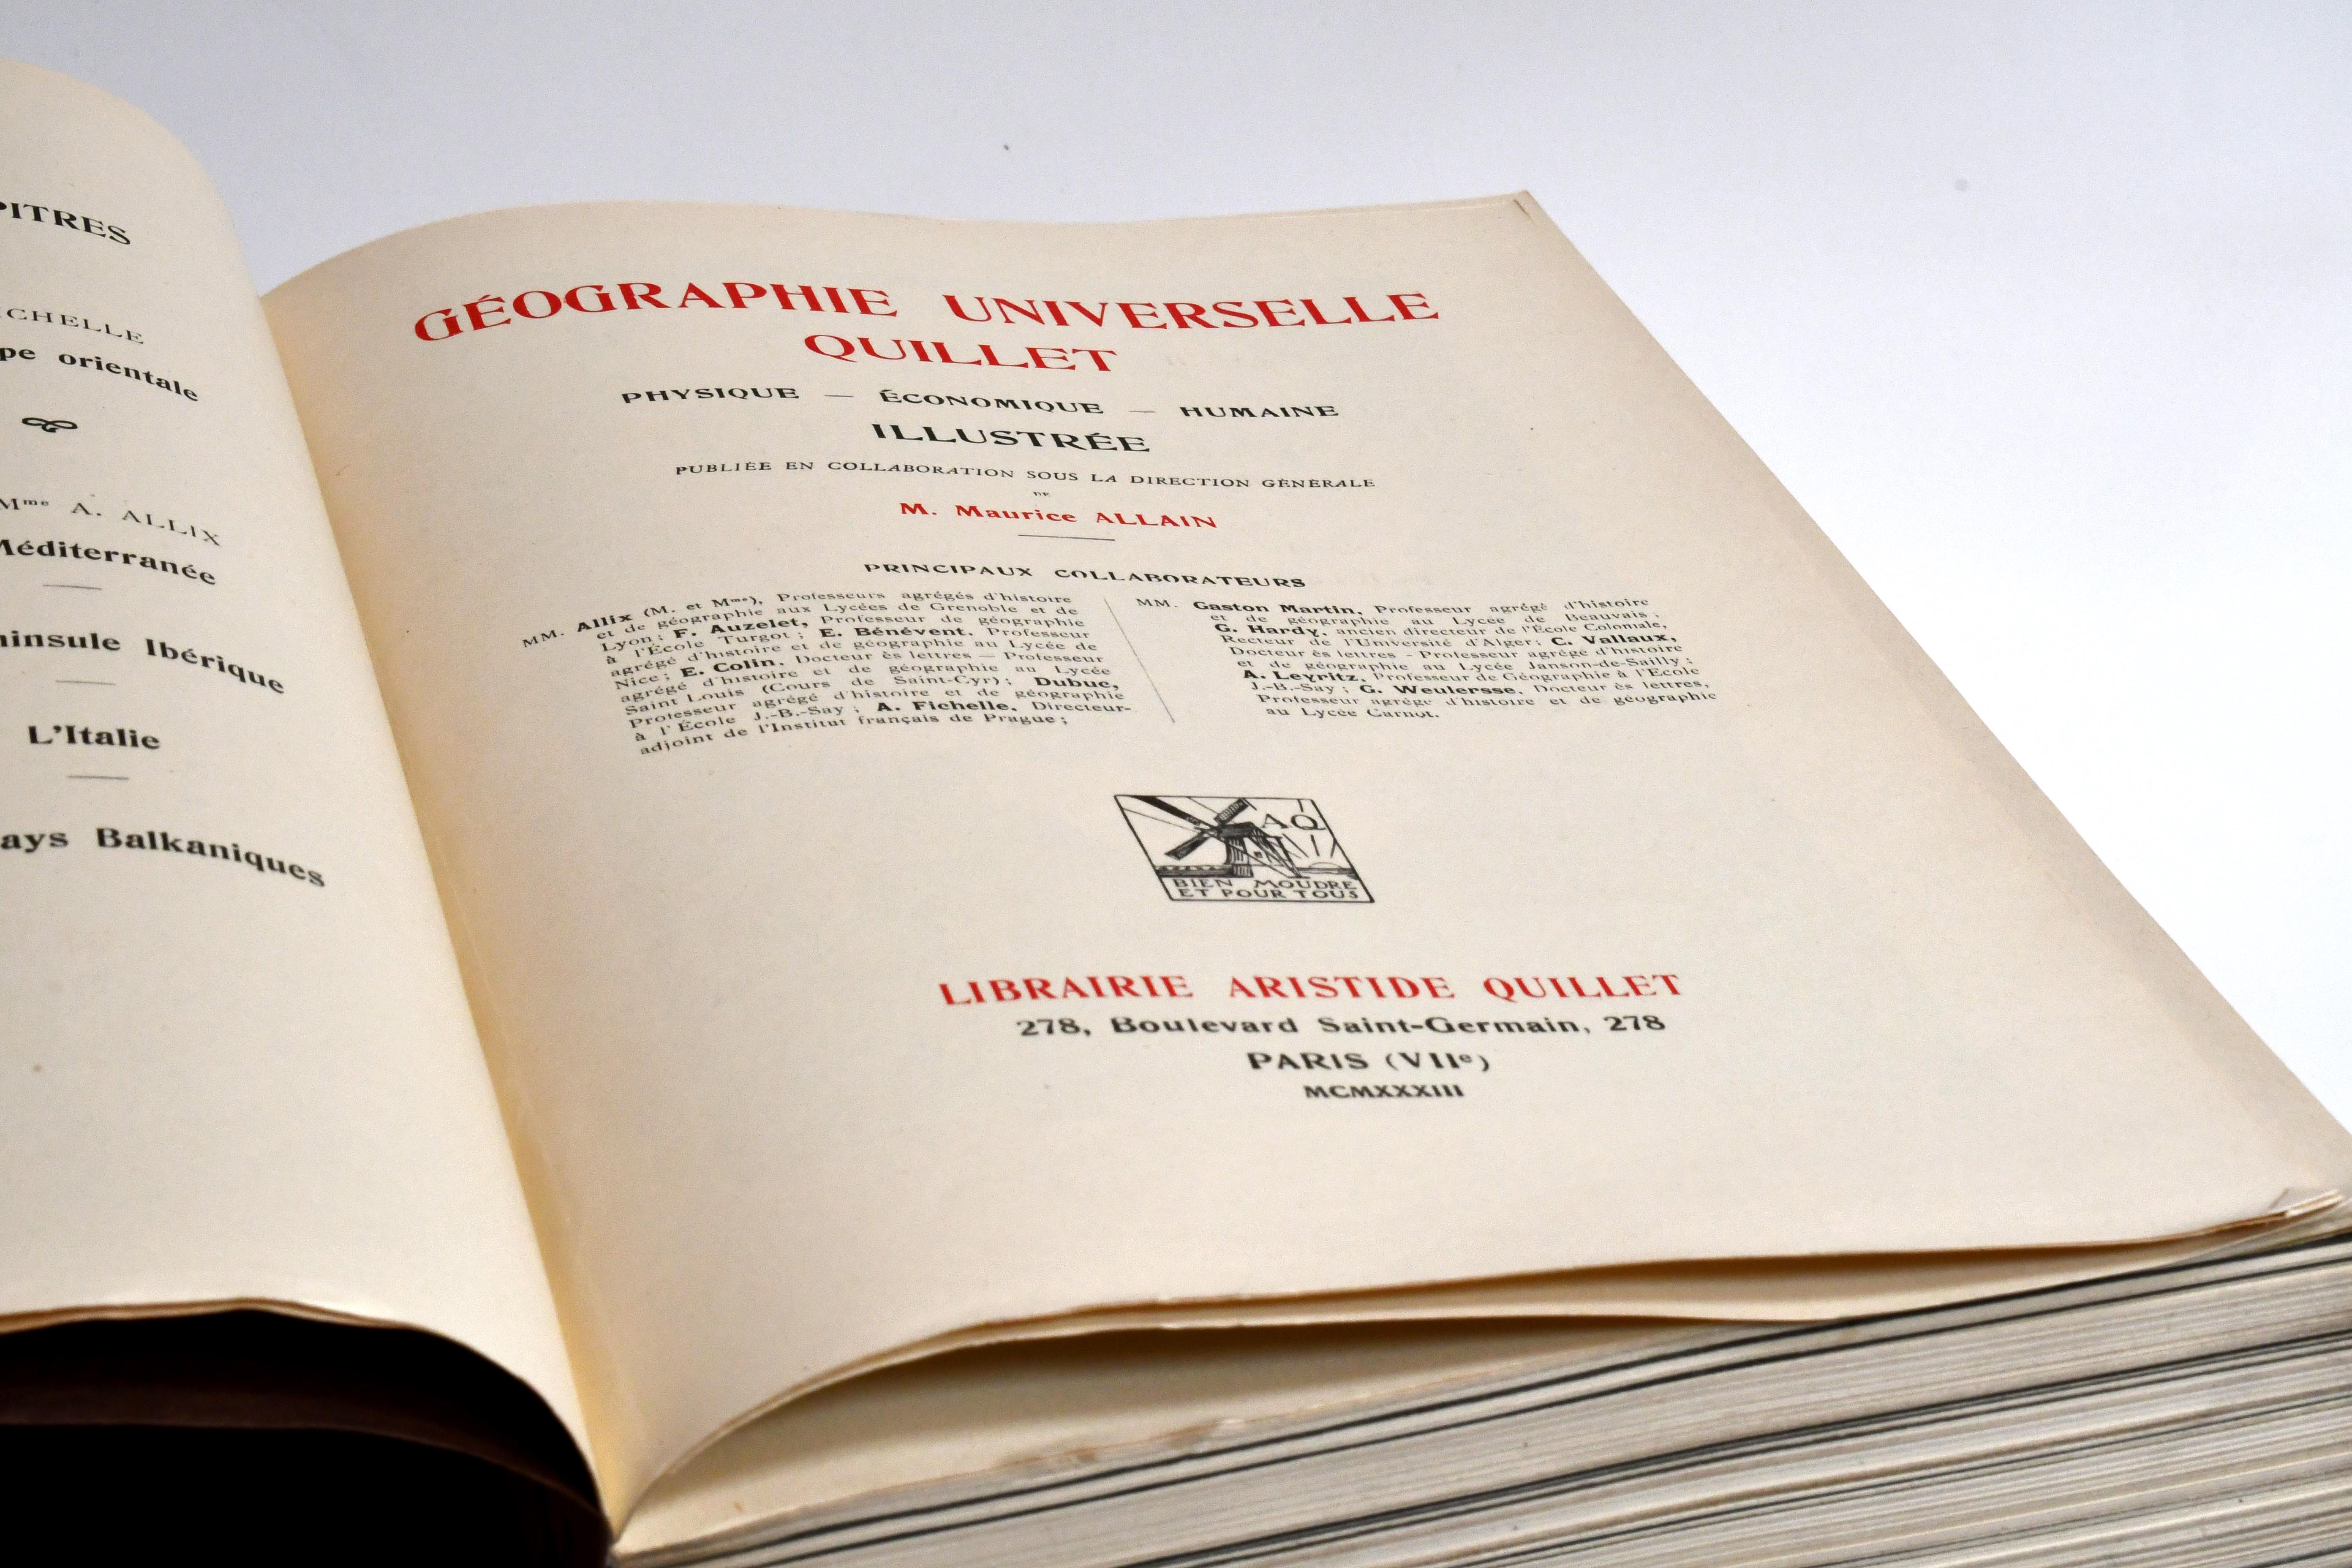 PITRES
CHELLE
pe orientale
Mme A. ALLIX
Méditerranée
ninsule Ibérique
L'Italie
ays Balkaniques
GÉOGRAPHIE UNIVERSELLE
QUILLET
PHYSIQUE — ÉCONOMIQUE — HUMAINE
ILLUSTRÉE
PUBLIÉE EN COLLABORATION SOUS LA DIRECTION GÉNÉRALE
DE
M. Maurice ALLAIN
PRINCIPAUX COLLABORATEURS
MM. Allix (M. et Mme), Professeurs agrégés d'histoire
et de géographie aux Lycées de Grenoble et de
Lyon; F. Auzelet, Professeur de géographie
à l'École Turgot; E. Bénévent, Professeur
agrégé d'histoire et de géographie au Lycée de
Nice; E. Colin, Docteur ès lettres — Professeur
agrégé d'histoire et de géographie au Lycée
Saint Louis (Cours de Saint-Cyr); Dubuc,
Professeur agrégé d'histoire et de géographie
à l'École J.-B.-Say; A. Fichelle, Directeur-
adjoint de l'Institut français de Prague;
MM. Gaston Martin, Professeur agrégé d'histoire
et de géographie au Lycée de Beauvais;
G. Hardy, ancien directeur de l'École Coloniale,
Recteur de l'Université d'Alger; C. Vallaux,
Docteur ès lettres - Professeur agrégé d'histoire
et de géographie au Lycée Janson-de-Sailly;
A. Leyritz, Professeur de Géographie à l'École
J.-B.-Say; G. Weulersse, Docteur ès lettres,
Professeur agrégé d'histoire et de géographie
au Lycée Carnot.
AQ
BIEN MOUDRE
ET POUR TOUS
LIBRAIRIE ARISTIDE QUILLET
278, Boulevard Saint-Germain, 278
PARIS (VIIe)
MCMXXXIII